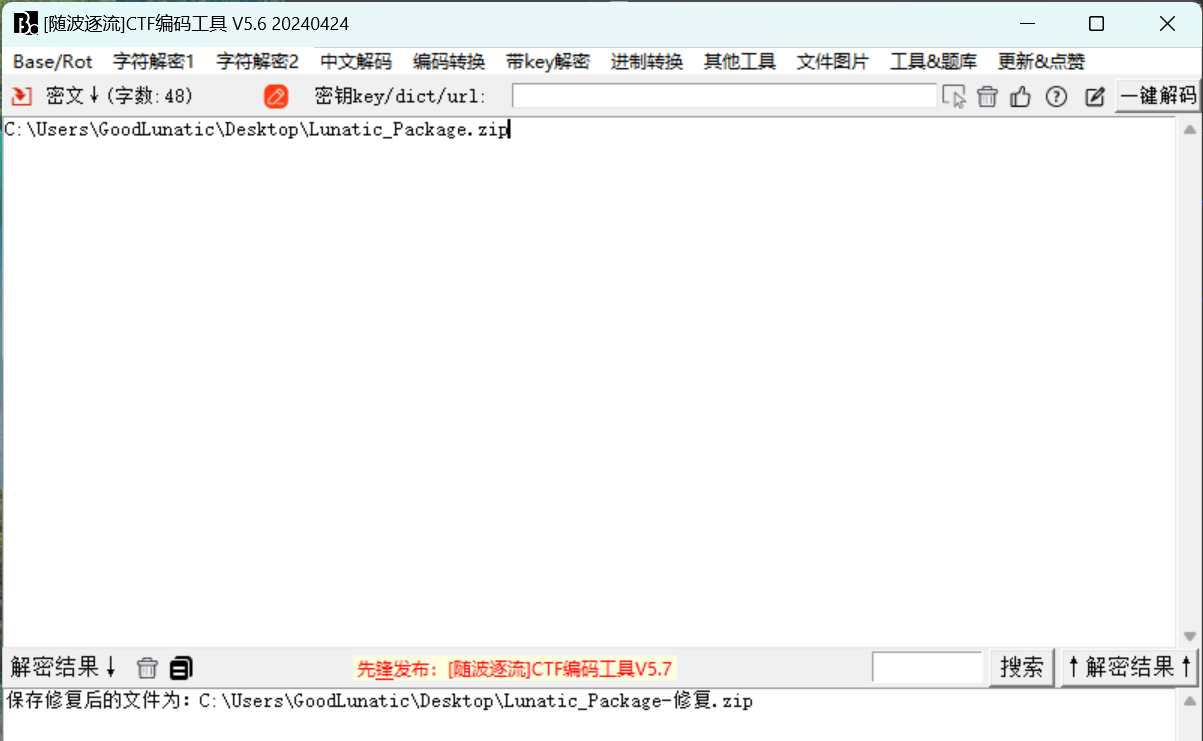 [随波逐流]CTF编码工具 V5.6 20240424
Base/Rot 字符解密1 字符解密2 中文解码 编码转换 带key解密 进制转换 其他工具 文件图片 工具&题库 更新&点赞
密文↓(字数:48) 密钥key/dict/url: 一键解码
C:\Users\GoodLunatic\Desktop\Lunatic_Package.zip
解密结果↓ 先锋发布：[随波逐流]CTF编码工具V5.7 搜索 ↑解密结果↑
保存修复后的文件为：C:\Users\GoodLunatic\Desktop\Lunatic_Package-修复.zip